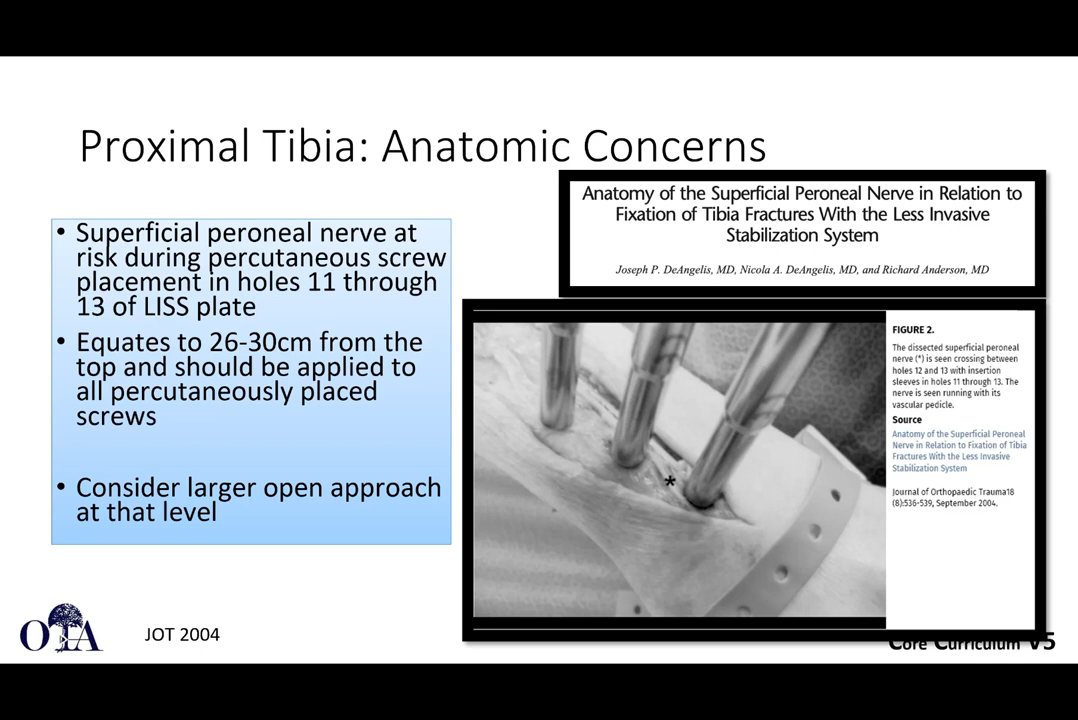 Proximal Tibia: Anatomic Concerns
• Superficial peroneal nerve at
risk during percutaneous screw
placement in holes 11 through
13 of LISS plate
• Equates to 26-30cm from the
top and should be applied to
all percutaneously placed
screws
• Consider larger open approach
at that level
Anatomy of the Superficial Peroneal Nerve in Relation to
Fixation of Tibia Fractures With the Less Invasive
Stabilization System
Joseph P. DeAngelis, MD, Nicola A. DeAngelis, MD, and Richard Anderson, MD
*
FIGURE 2.
The dissected superficial peroneal
nerve (*) is seen crossing between
holes 12 and 13 with insertion
sleeves in holes 11 through 13. The
nerve is seen running with its
vascular pedicle.
Source
Anatomy of the Superficial Peroneal
Nerve in Relation to Fixation of Tibia
Fractures With the Less Invasive
Stabilization System
Journal of Orthopaedic Trauma18
(8):536-539, September 2004.
OTA
JOT 2004
Core Curriculum V5